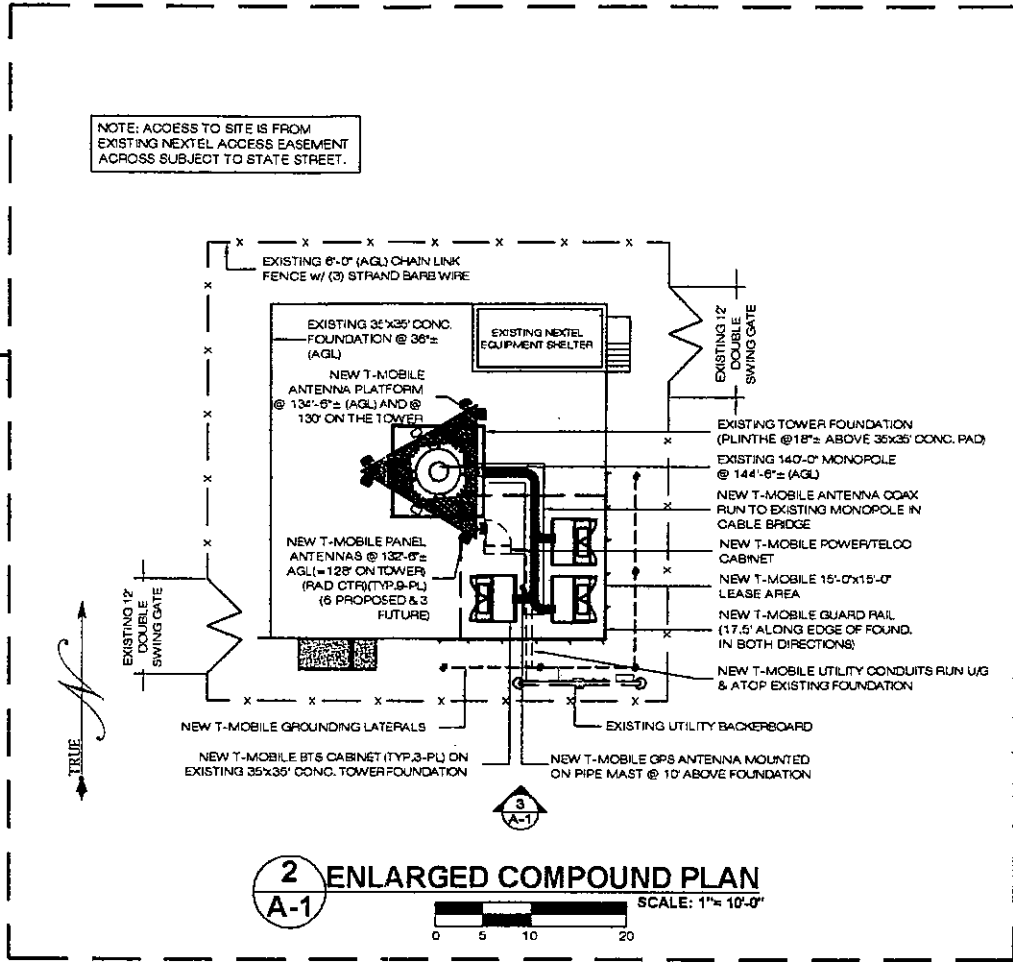 NOTE: ACCESS TO SITE IS FROM
EXISTING NEXTEL ACCESS EASEMENT
ACROSS SUBJECT TO STATE STREET.
EXISTING 6'-0" (AGL) CHAIN LINK
FENCE w/ (3) STRAND BARB WIRE
EXISTING 35'x35' CONC.
FOUNDATION @ 36"±
(AGL)
EXISTING NEXTEL
EQUIPMENT SHELTER
EXISTING 12'
DOUBLE
SWING GATE
NEW T-MOBILE
ANTENNA PLATFORM
@ 134'-6"± (AGL) AND @
130' ON THE TOWER
EXISTING TOWER FOUNDATION
(PLINTHE @18"± ABOVE 35x35' CONC. PAD)
EXISTING 140'-0" MONOPOLE
@ 144'-6"± (AGL)
NEW T-MOBILE ANTENNA COAX
RUN TO EXISTING MONOPOLE IN
CABLE BRIDGE
NEW T-MOBILE POWER/TELCO
CABINET
NEW T-MOBILE 15'-0"x15'-0"
LEASE AREA
NEW T-MOBILE GUARD RAIL
(17.5' ALONG EDGE OF FOUND.
IN BOTH DIRECTIONS)
NEW T-MOBILE UTILITY CONDUITS RUN U/G
& ATOP EXISTING FOUNDATION
NEW T-MOBILE PANEL
ANTENNAS @ 132'-6"±
AGL(=128' ON TOWER)
(RAD CTR)(TYP.9-PL)
(6 PROPOSED & 3
FUTURE)
EXISTING 12'
DOUBLE
SWING GATE
TRUE
N
NEW T-MOBILE GROUNDING LATERALS
EXISTING UTILITY BACKERBOARD
NEW T-MOBILE BTS CABINET (TYP.3-PL) ON
EXISTING 35'x35' CONC. TOWER FOUNDATION
NEW T-MOBILE GPS ANTENNA MOUNTED
ON PIPE MAST @ 10' ABOVE FOUNDATION
3
A-1
2
A-1
ENLARGED COMPOUND PLAN
SCALE: 1"= 10'-0"
0 5 10 20